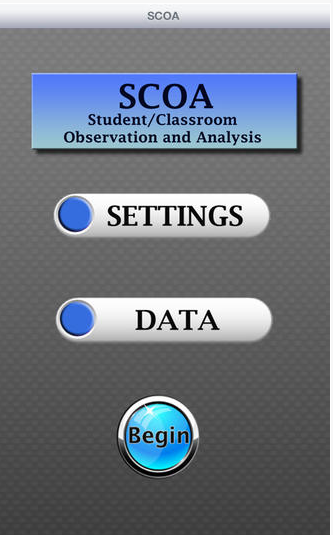 SCOA
SCOA
Student/Classroom
Observation and Analysis
SETTINGS
DATA
Begin